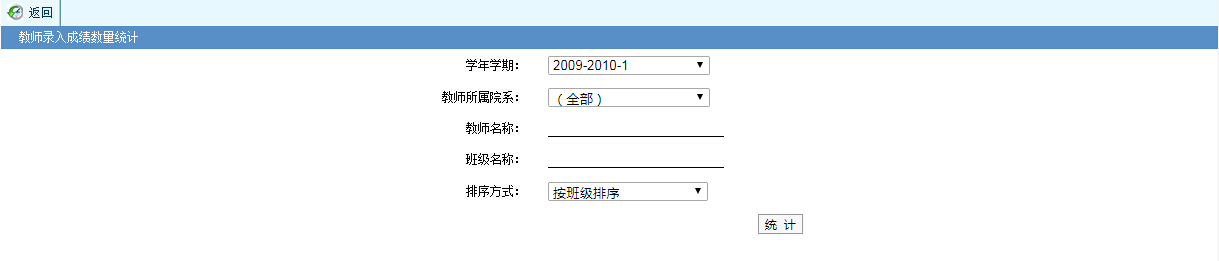 返回
教师录入成绩数量统计
学年学期： 2009-2010-1
教师所属院系： （全部）
教师名称：
班级名称：
排序方式： 按班级排序
统 计